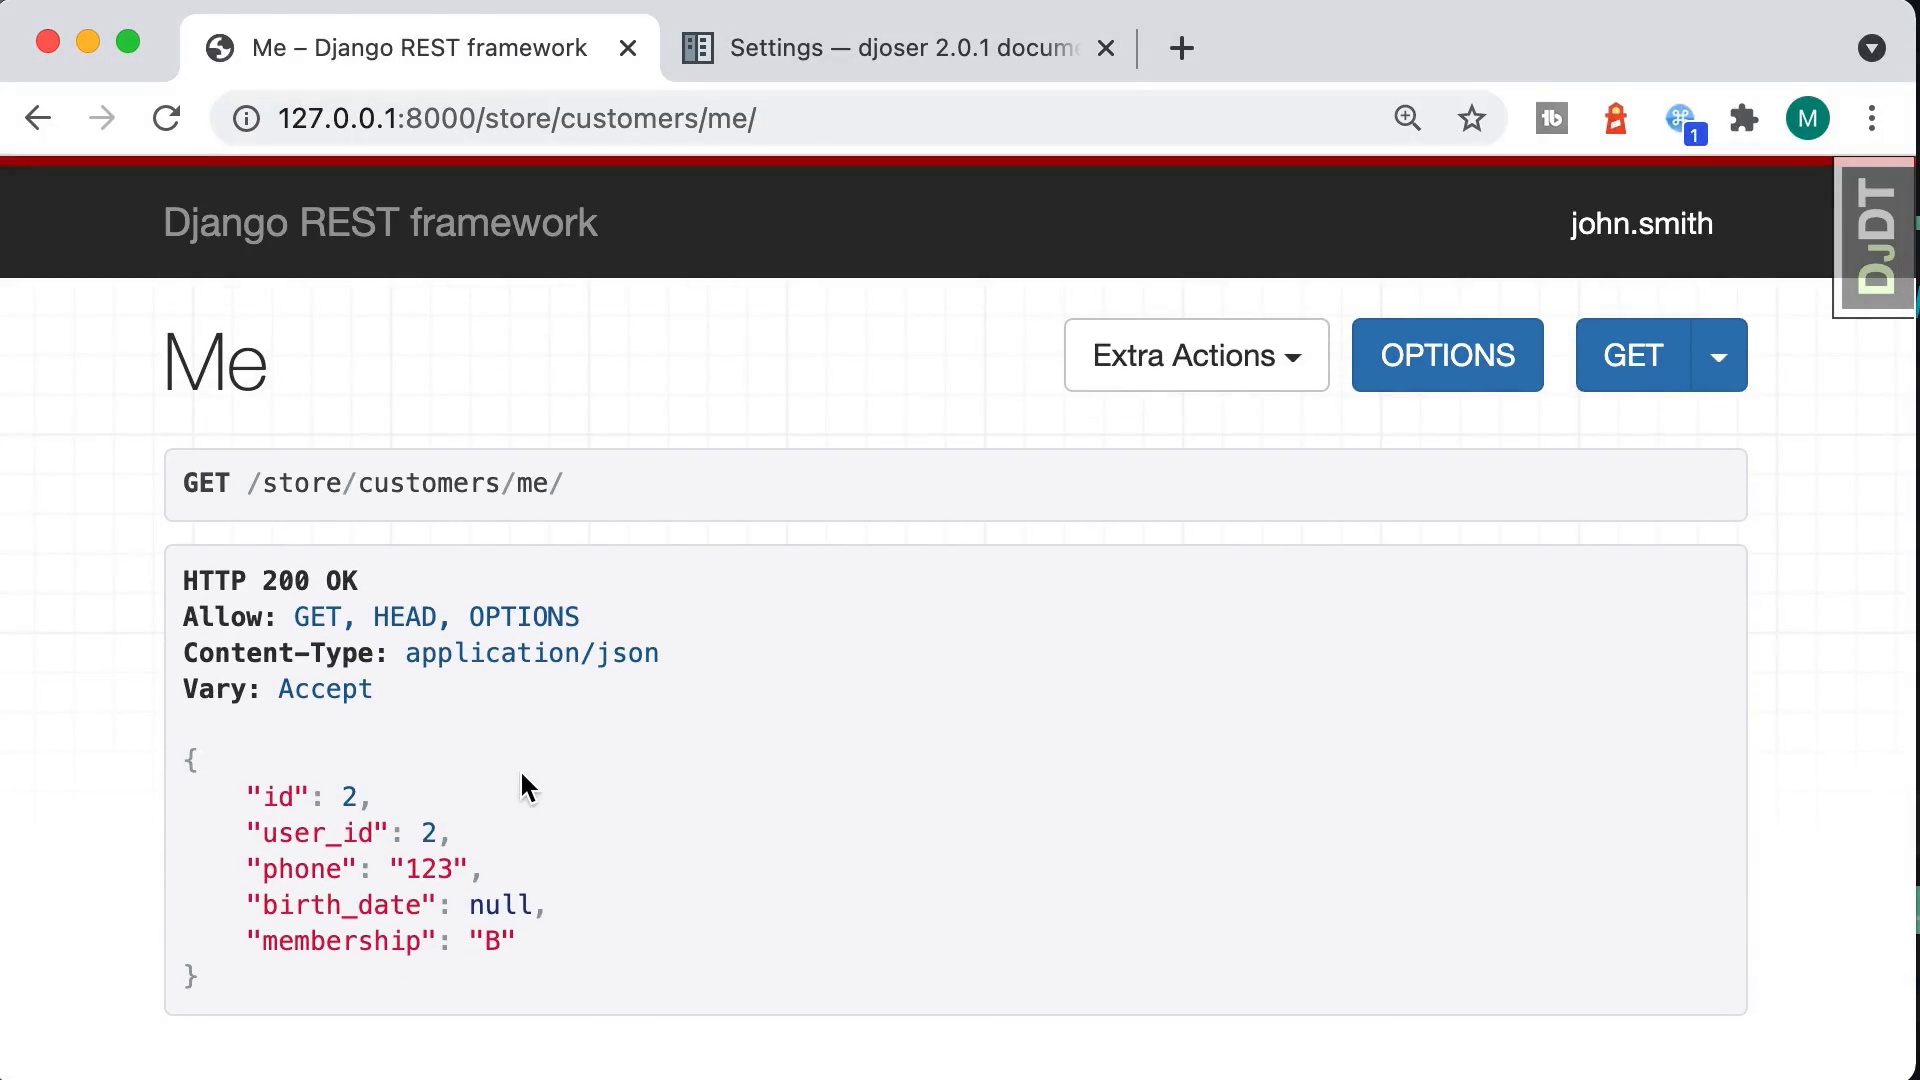 Me – Django REST framework
Settings — djoser 2.0.1 docum
127.0.0.1:8000/store/customers/me/
1
M
Django REST framework
john.smith
DJDT
Me
Extra Actions
OPTIONS
GET
GET /store/customers/me/
HTTP 200 OK
Allow: GET, HEAD, OPTIONS
Content-Type: application/json
Vary: Accept
{
"id": 2,
"user_id": 2,
"phone": "123",
"birth_date": null,
"membership": "B"
}